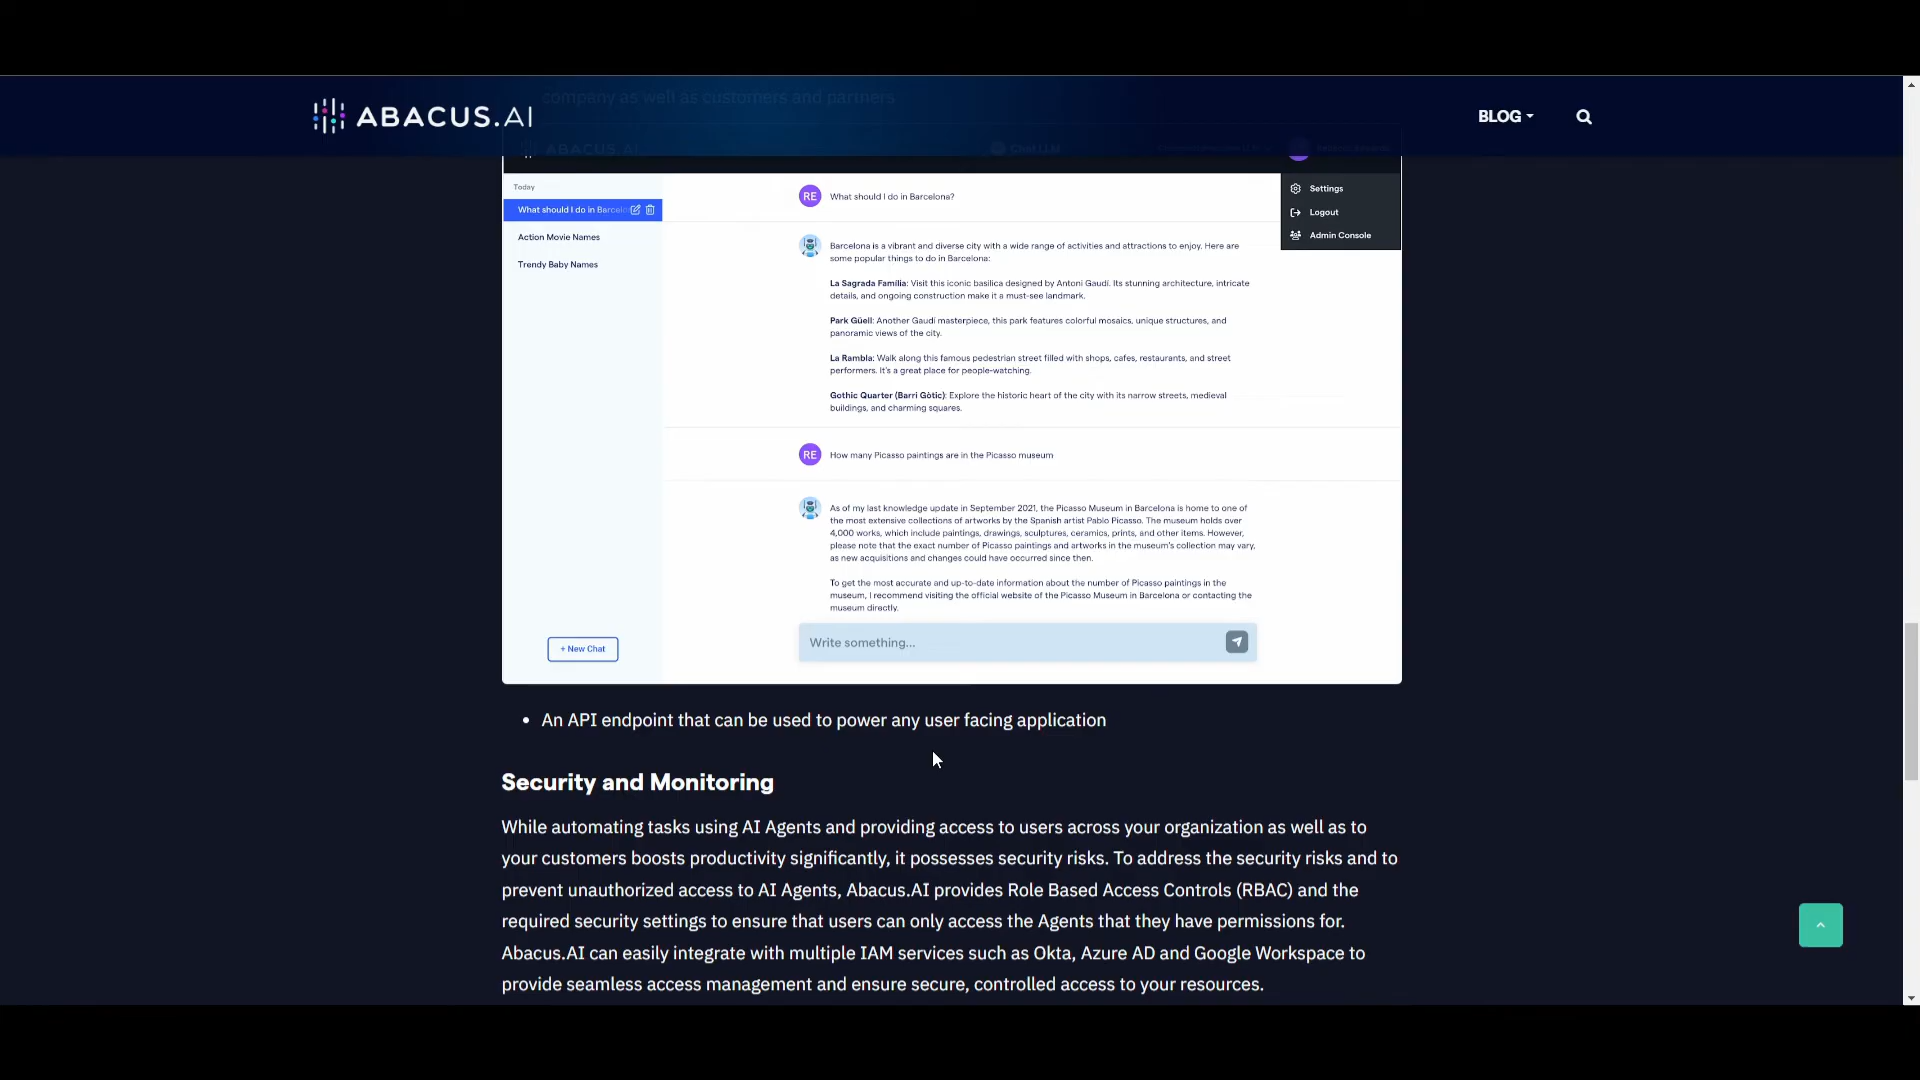 company as well as customers and partners
ABACUS.AI
BLOG
ABACUS.AI
Chat LLM
Today
What should I do in Barcelo
Action Movie Names
Trendy Baby Names
+ New Chat
RE
What should I do in Barcelona?
Settings
Logout
Admin Console
Barcelona is a vibrant and diverse city with a wide range of activities and attractions to enjoy. Here are
some popular things to do in Barcelona:
La Sagrada Família: Visit this iconic basilica designed by Antoni Gaudí. Its stunning architecture, intricate
details, and ongoing construction make it a must-see landmark.
Park Güell: Another Gaudí masterpiece, this park features colorful mosaics, unique structures, and
panoramic views of the city.
La Rambla: Walk along this famous pedestrian street filled with shops, cafes, restaurants, and street
performers. It's a great place for people-watching.
Gothic Quarter (Barri Gòtic): Explore the historic heart of the city with its narrow streets, medieval
buildings, and charming squares.
RE
How many Picasso paintings are in the Picasso museum
As of my last knowledge update in September 2021, the Picasso Museum in Barcelona is home to one of
the most extensive collections of artworks by the Spanish artist Pablo Picasso. The museum holds over
4,000 works, which include paintings, drawings, sculptures, ceramics, prints, and other items. However,
please note that the exact number of Picasso paintings and artworks in the museum's collection may vary,
as new acquisitions and changes could have occurred since then.
To get the most accurate and up-to-date information about the number of Picasso paintings in the
museum, I recommend visiting the official website of the Picasso Museum in Barcelona or contacting the
museum directly.
Write something...
• An API endpoint that can be used to power any user facing application
Security and Monitoring
While automating tasks using AI Agents and providing access to users across your organization as well as to
your customers boosts productivity significantly, it possesses security risks. To address the security risks and to
prevent unauthorized access to AI Agents, Abacus.AI provides Role Based Access Controls (RBAC) and the
required security settings to ensure that users can only access the Agents that they have permissions for.
Abacus.AI can easily integrate with multiple IAM services such as Okta, Azure AD and Google Workspace to
provide seamless access management and ensure secure, controlled access to your resources.